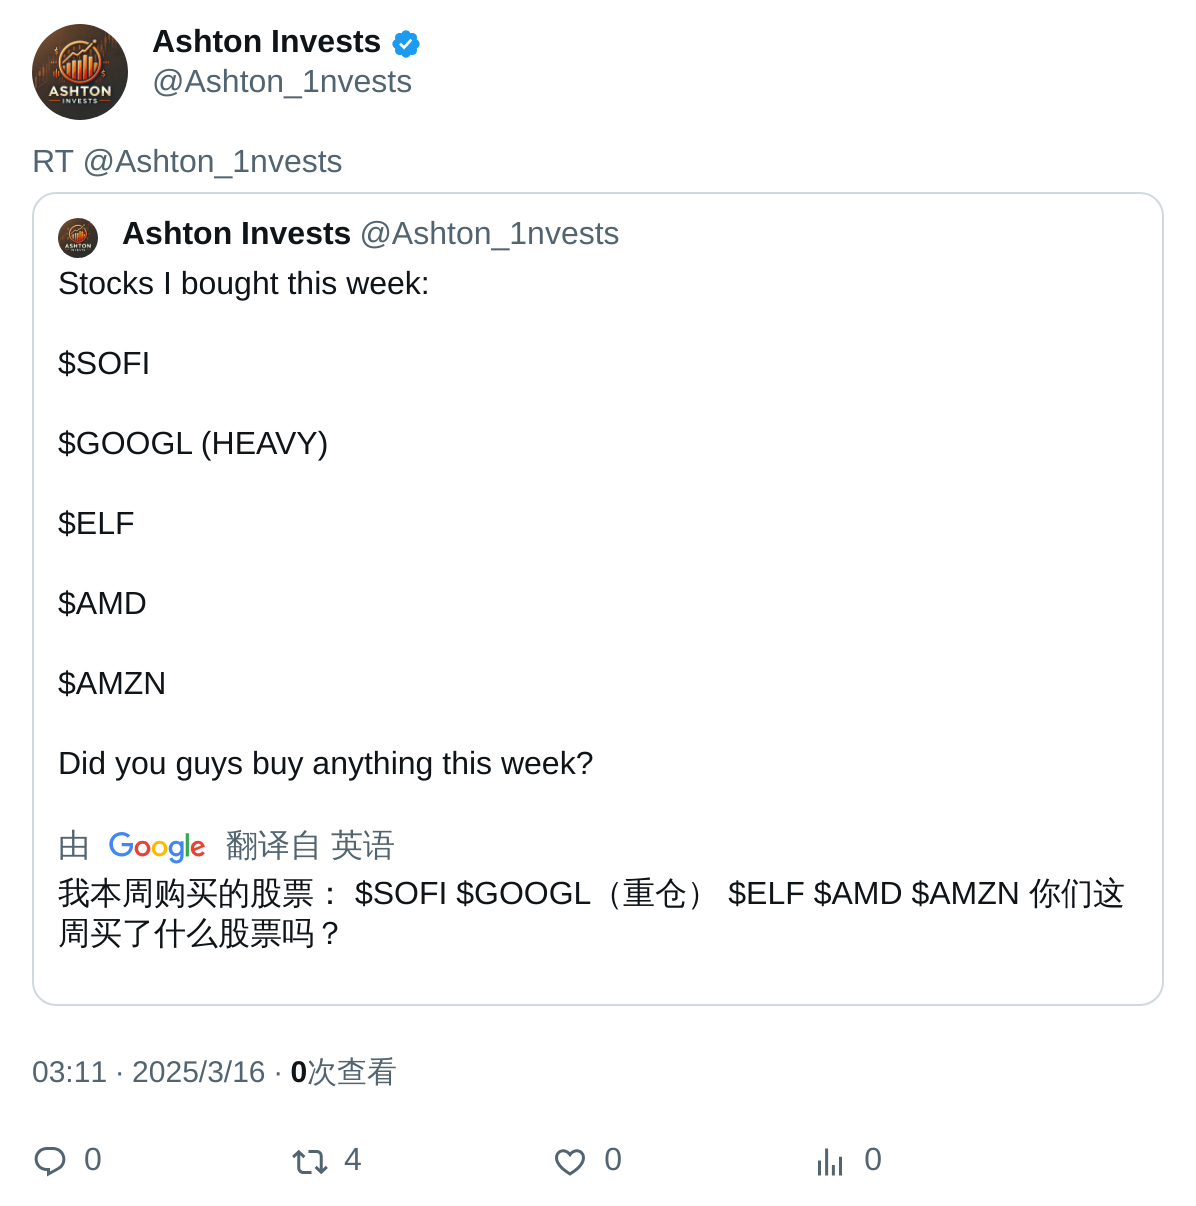 Ashton Invests
@Ashton_1nvests
ASHTON
INVESTS
RT @Ashton_1nvests
Ashton Invests @Ashton_1nvests
ASHTON
Stocks I bought this week:
$SOFI
$GOOGL (HEAVY)
$ELF
$AMD
$AMZN
Did you guys buy anything this week?
由 Google 翻译自 英语
我本周购买的股票： $SOFI $GOOGL（重仓） $ELF $AMD $AMZN 你们这
周买了什么股票吗？
03:11 · 2025/3/16 · 0次查看
0 4 0 0